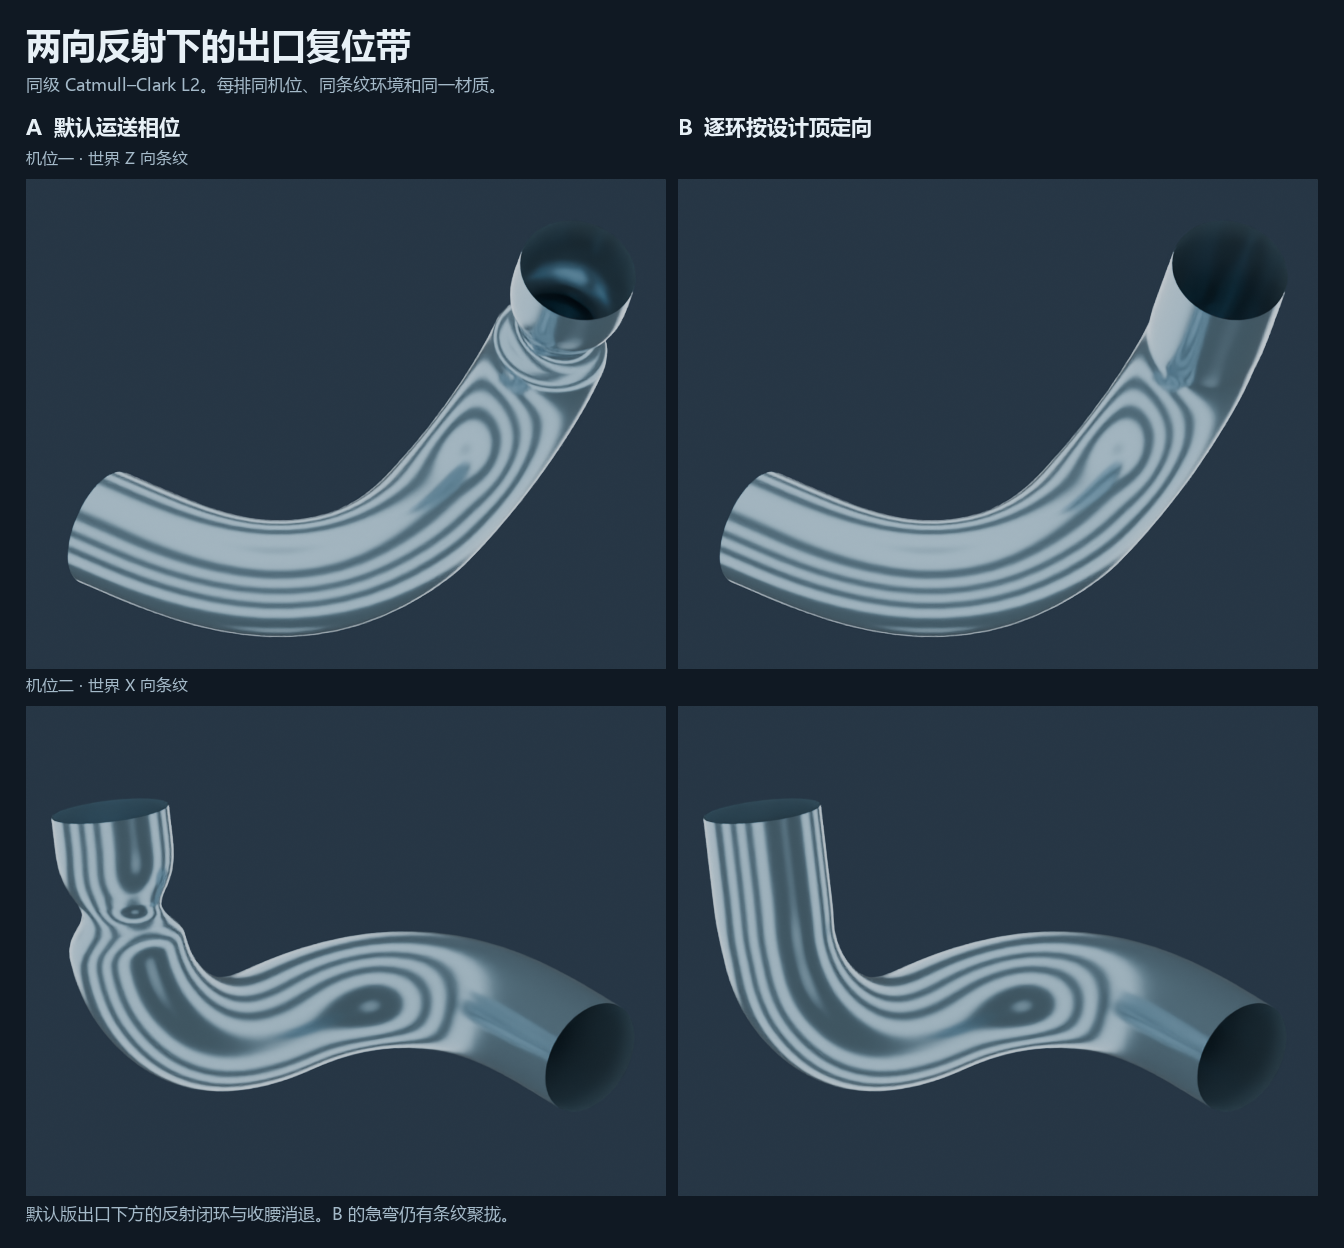 两向反射下的出口复位带
同级 Catmull–Clark L2。每排同机位、同条纹环境和同一材质。
A 默认运送相位
B 逐环按设计顶定向
机位一 · 世界 Z 向条纹
机位二 · 世界 X 向条纹
默认版出口下方的反射闭环与收腰消退。B 的急弯仍有条纹聚拢。